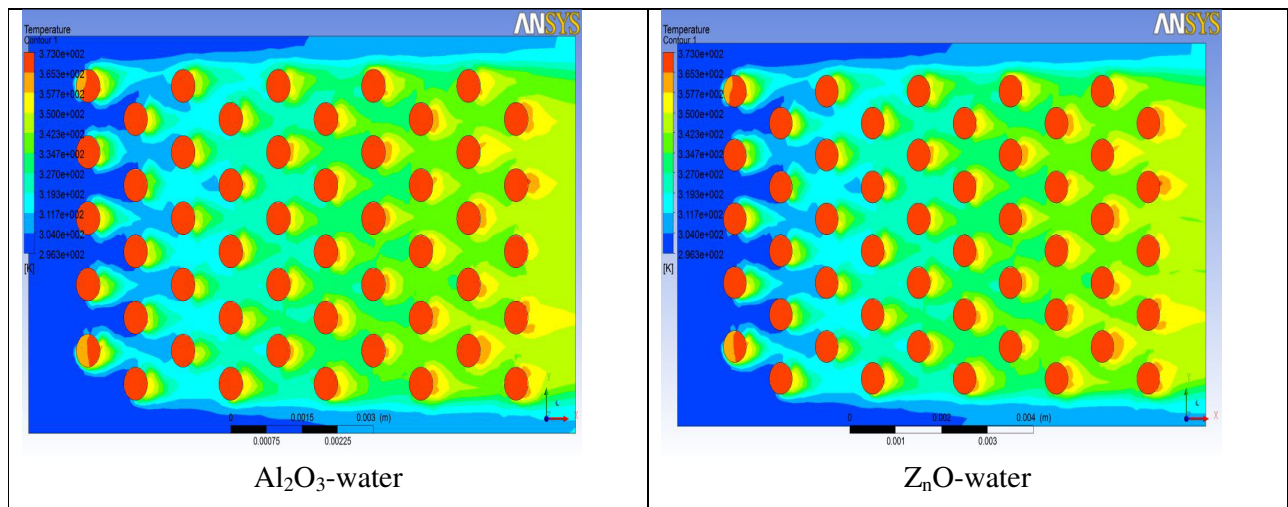 ANSYS
Temperature
Contour 1
3.730e+002
3.653e+002
3.577e+002
3.500e+002
3.423e+002
3.347e+002
3.270e+002
3.193e+002
3.117e+002
3.040e+002
2.963e+002
[K]
0 0.0015 0.003 (m)
0.00075 0.00225
Y
X
Al₂O₃-water
ANSYS
Temperature
Contour 1
3.730e+002
3.653e+002
3.577e+002
3.500e+002
3.423e+002
3.347e+002
3.270e+002
3.193e+002
3.117e+002
3.040e+002
2.963e+002
[K]
0 0.002 0.004 (m)
0.001 0.003
Y
X
ZₙO-water